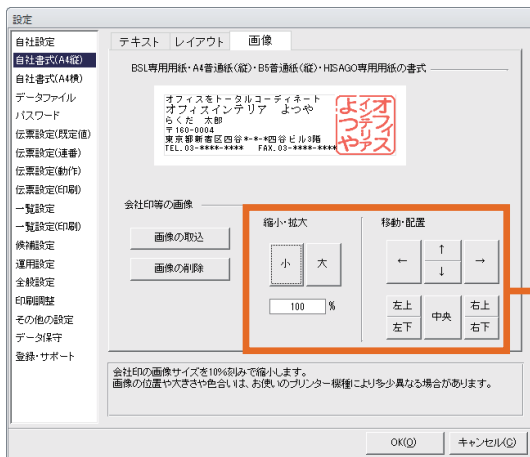 設定
自社設定
自社書式(A4縦)
自社書式(A4横)
データファイル
パスワード
伝票設定(既定値)
伝票設定(連番)
伝票設定(動作)
伝票設定(印刷)
一覧設定
一覧設定(印刷)
候補設定
運用設定
全般設定
印刷調整
その他の設定
データ保守
登録・サポート
テキスト レイアウト 画像
BSL専用用紙・A4普通紙(縦)・B5普通紙(縦)・HISAGO専用用紙の書式
オフィスをトータルコーディネート
オフィスインテリア よつや
らくだ 太郎
〒160-0004
東京都新宿区四谷*-*-*四谷ビル3階
TEL.03-****-**** FAX.03-****-****
オフィス
インテリア
よつや
会社印等の画像
画像の取込
画像の削除
縮小・拡大
小 大
100 %
移動・配置
← ↑ ↓ →
左上 中央 右上
左下 右下
会社印の画像サイズを10%刻みで縮小します。
画像の位置や大きさや色合いは、お使いのプリンター機種により多少異なる場合があります。
OK(O) キャンセル(C)